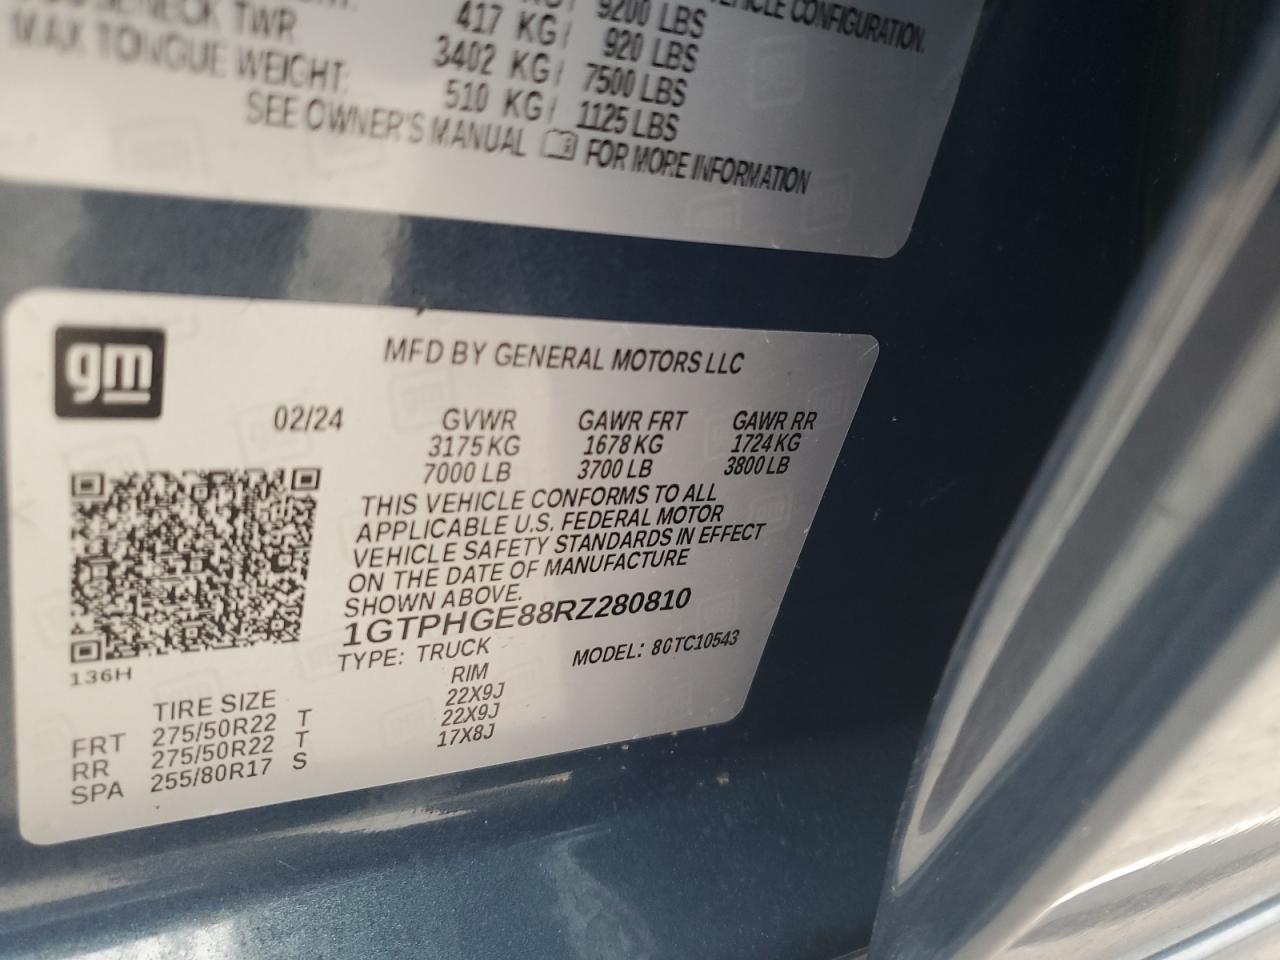 9200 LBS
VEHICLE CONFIGURATION.
TWR 417 KG/ 920 LBS
3402 KG/ 7500 LBS
MAX TONGUE WEIGHT: 510 KG/ 1125 LBS
SEE OWNER'S MANUAL FOR MORE INFORMATION
gm
MFD BY GENERAL MOTORS LLC
02/24 GVWR GAWR FRT GAWR RR
3175 KG 1678 KG 1724 KG
7000 LB 3700 LB 3800 LB
THIS VEHICLE CONFORMS TO ALL
APPLICABLE U.S. FEDERAL MOTOR
VEHICLE SAFETY STANDARDS IN EFFECT
ON THE DATE OF MANUFACTURE
SHOWN ABOVE.
1GTPHGE88RZ280810
TYPE: TRUCK MODEL: 8GTC10543
136H
TIRE SIZE RIM
FRT 275/50R22 T 22X9J
RR 275/50R22 T 22X9J
SPA 255/80R17 S 17X8J